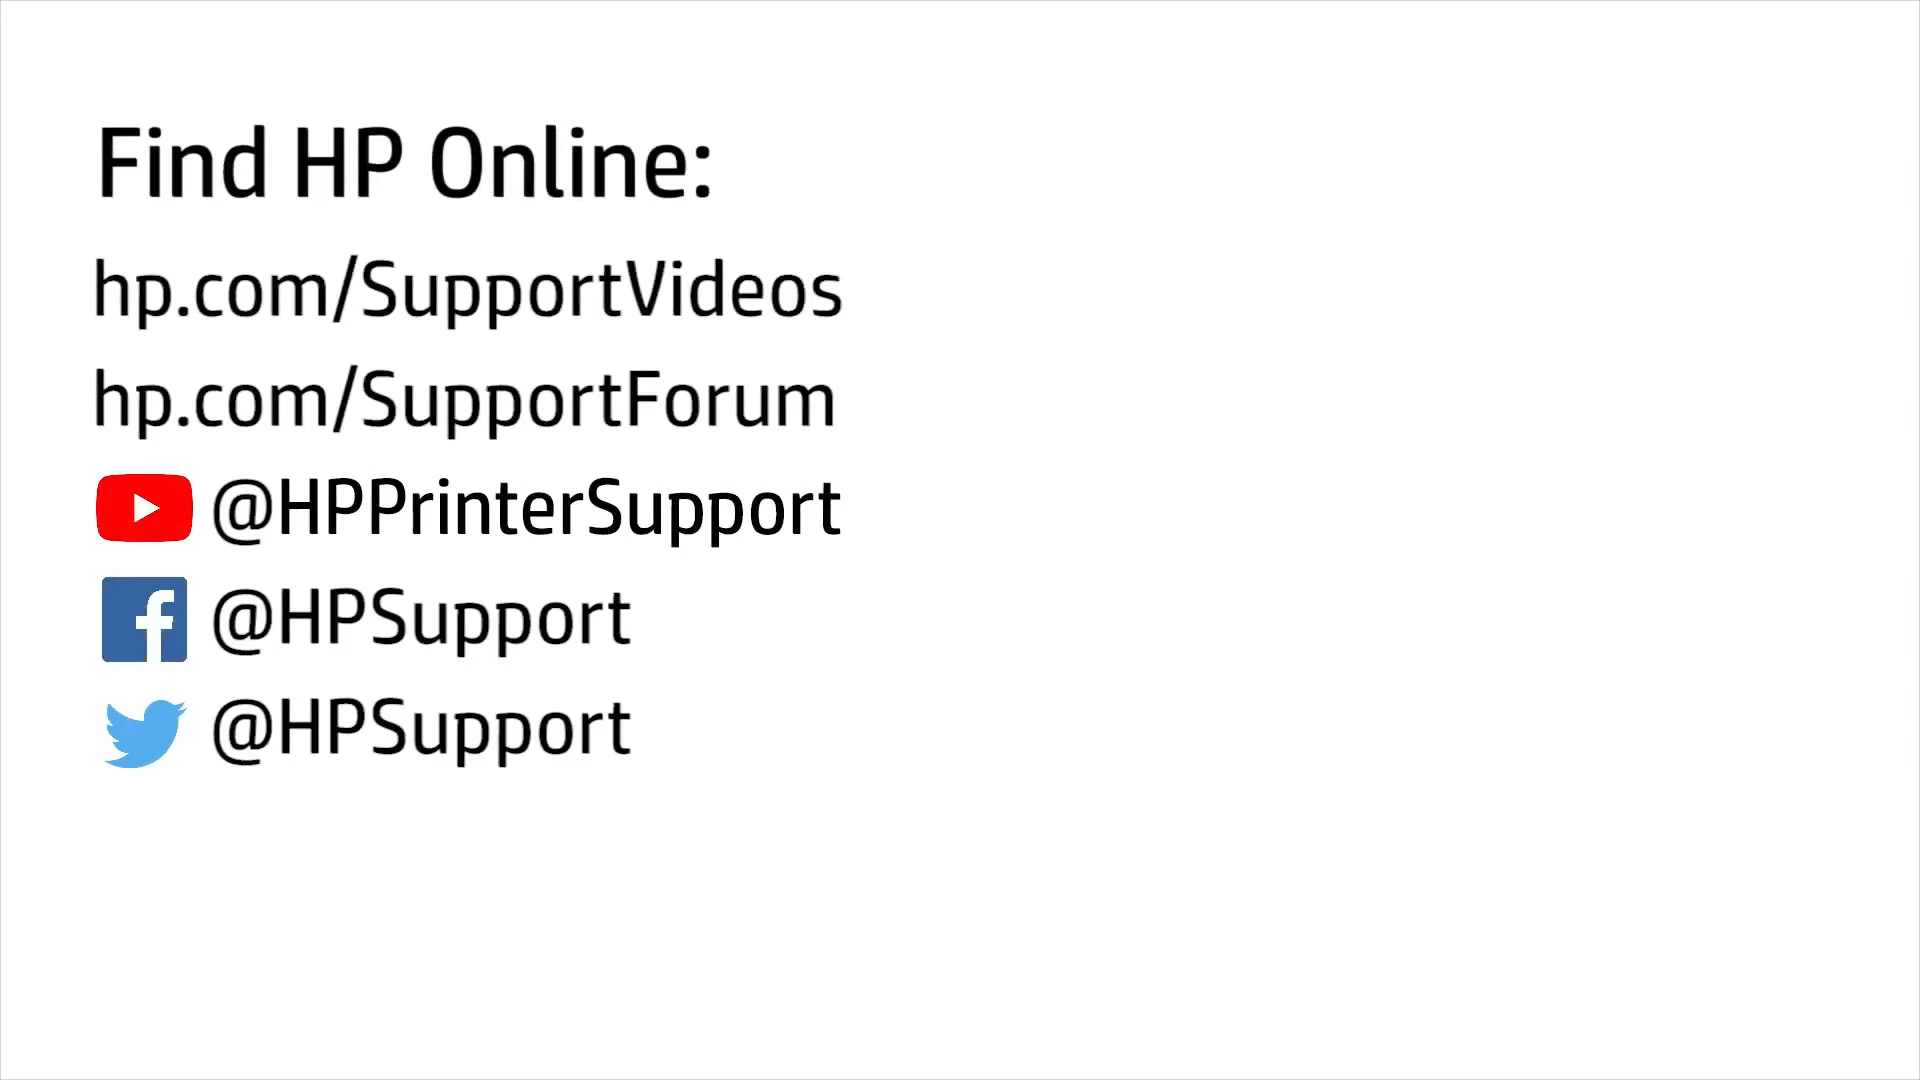 Find HP Online:
hp.com/SupportVideos
hp.com/SupportForum
@HPPrinterSupport
@HPSupport
@HPSupport